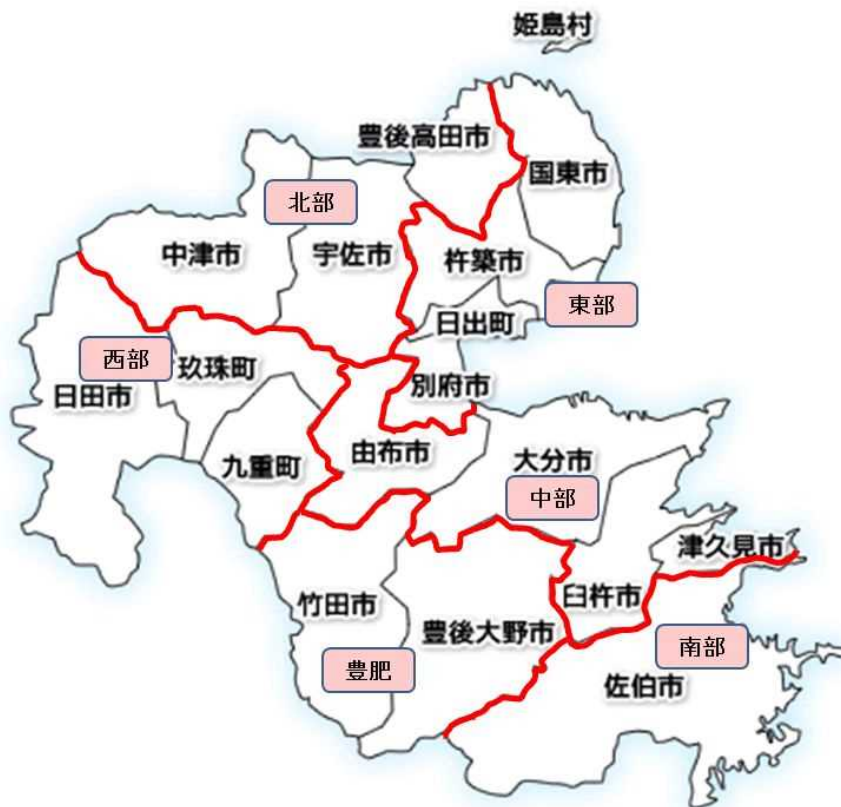 姫島村
豊後高田市
国東市
北部
中津市
宇佐市
杵築市
東部
日出町
西部
玖珠町
日田市
別府市
九重町
由布市
大分市
中部
津久見市
竹田市
臼杵市
豊後大野市
南部
豊肥
佐伯市